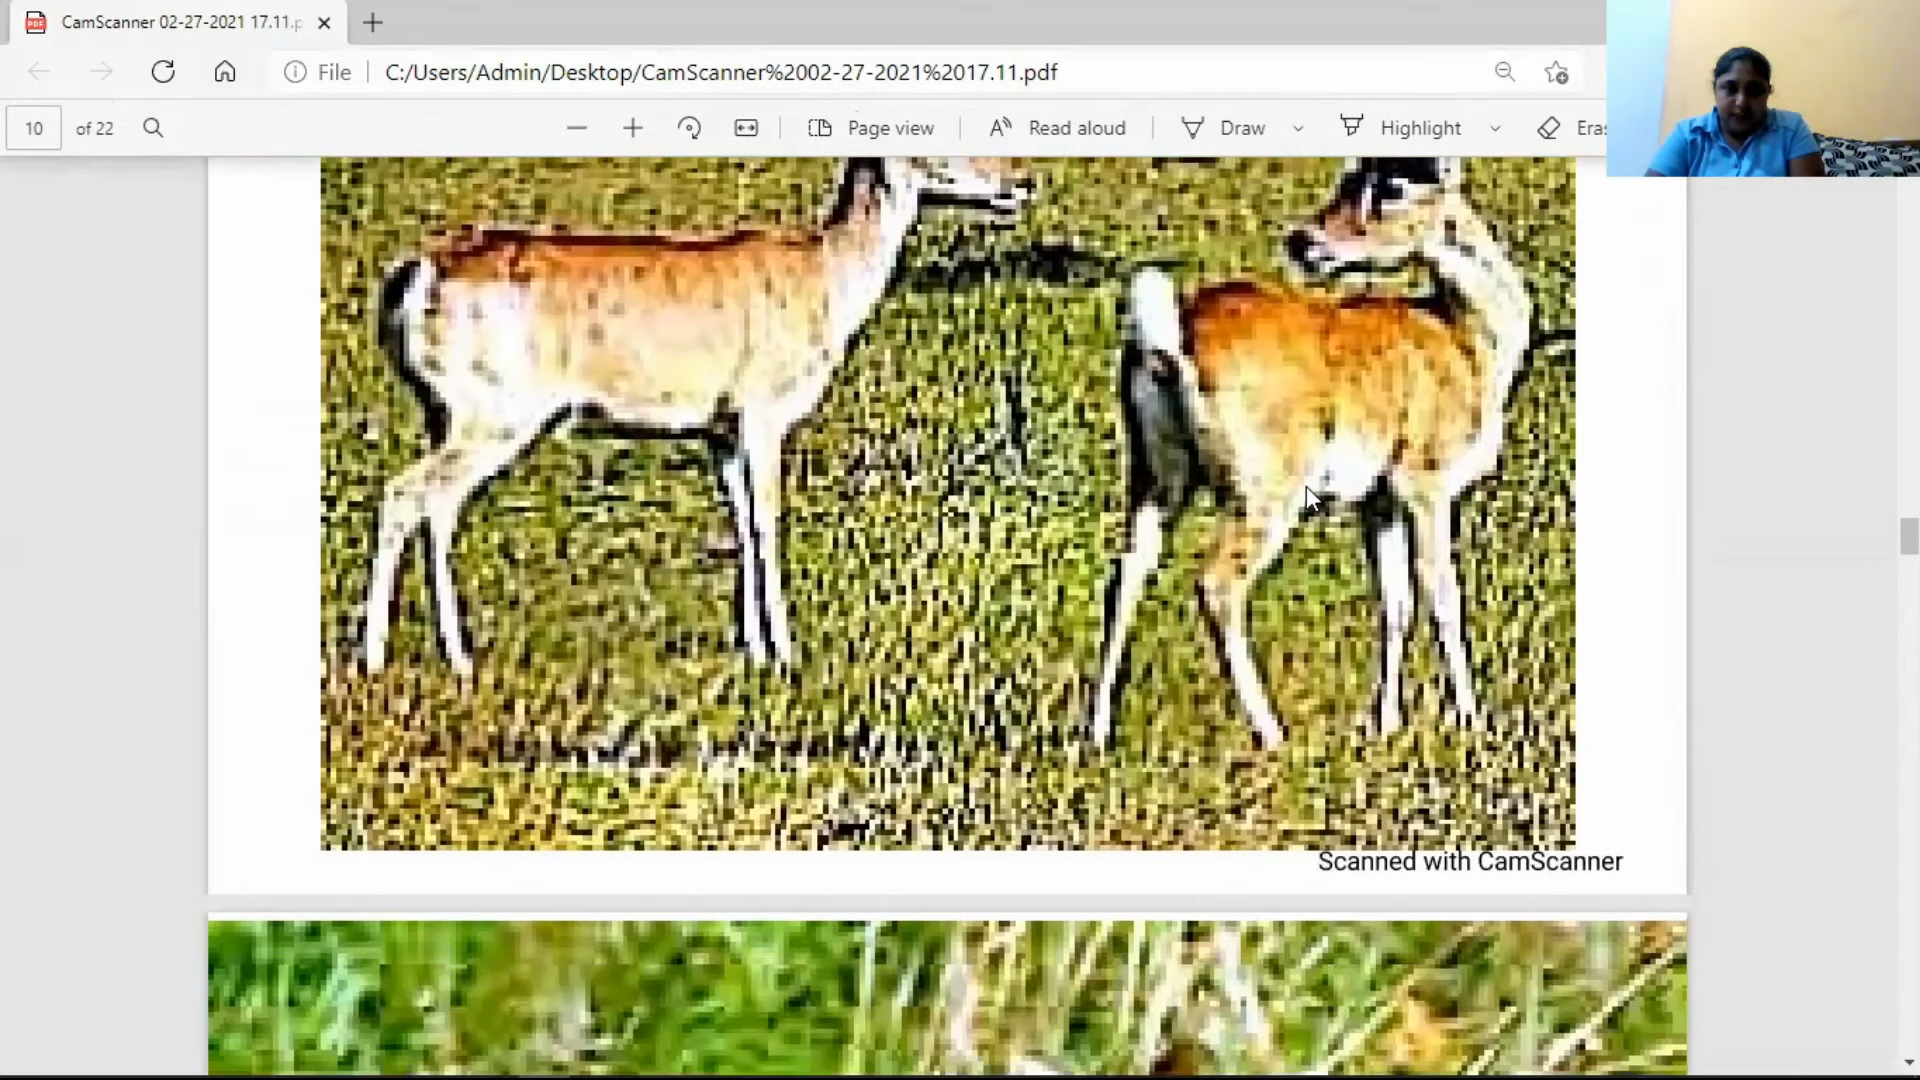 CamScanner 02-27-2021 17.11.p
File
C:/Users/Admin/Desktop/CamScanner%2002-27-2021%2017.11.pdf
10 of 22
Page view
Read aloud
Draw
Highlight
Eras
Scanned with CamScanner